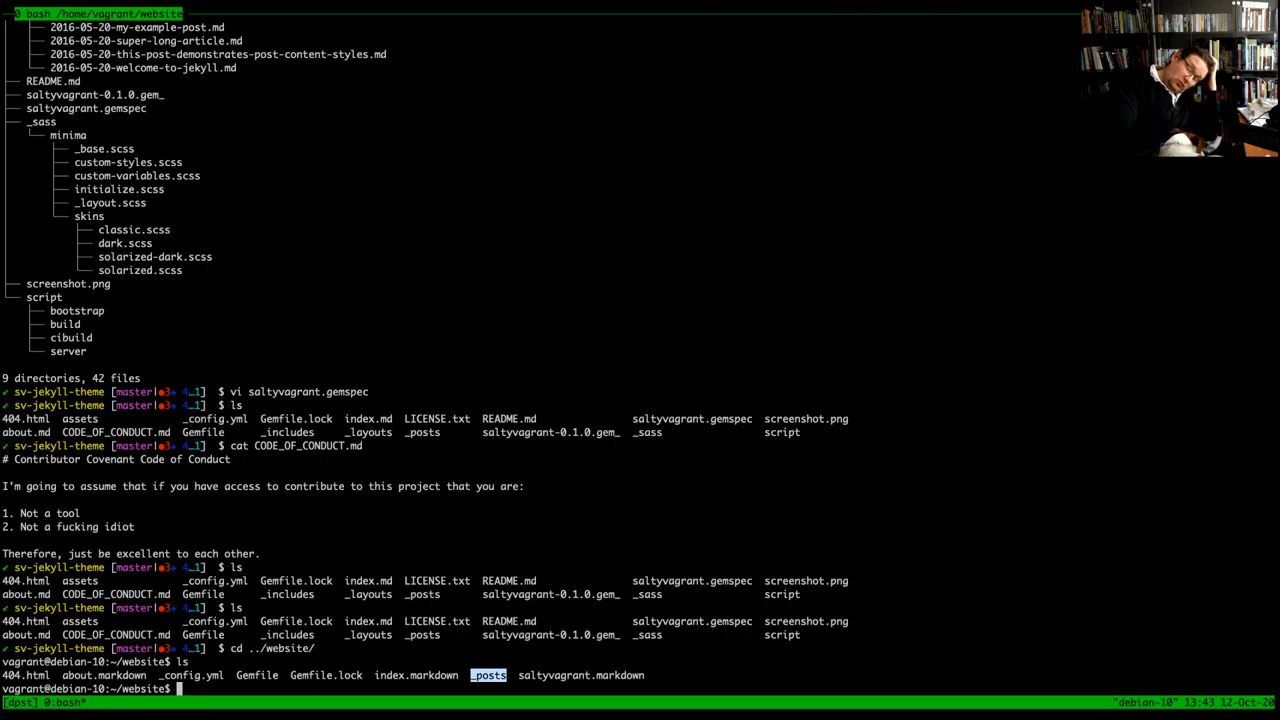 0 bash /home/vagrant/website
│   ├── 2016-05-20-my-example-post.md
│   ├── 2016-05-20-super-long-article.md
│   ├── 2016-05-20-this-post-demonstrates-post-content-styles.md
│   └── 2016-05-20-welcome-to-jekyll.md
├── README.md
├── saltyvagrant-0.1.0.gem_
├── saltyvagrant.gemspec
├── _sass
│   └── minima
│       ├── _base.scss
│       ├── custom-styles.scss
│       ├── custom-variables.scss
│       ├── initialize.scss
│       ├── _layout.scss
│       └── skins
│           ├── classic.scss
│           ├── dark.scss
│           ├── solarized-dark.scss
│           └── solarized.scss
├── screenshot.png
└── script
    ├── bootstrap
    ├── build
    ├── cibuild
    └── server
9 directories, 42 files
✔ sv-jekyll-theme [master|●3✚ 4…1]  $ vi saltyvagrant.gemspec
✔ sv-jekyll-theme [master|●3✚ 4…1]  $ ls
404.html  assets              _config.yml  Gemfile.lock  index.md  LICENSE.txt  README.md                saltyvagrant.gemspec  screenshot.png
about.md  CODE_OF_CONDUCT.md  Gemfile      _includes     _layouts  _posts       saltyvagrant-0.1.0.gem_  _sass                 script
✔ sv-jekyll-theme [master|●3✚ 4…1]  $ cat CODE_OF_CONDUCT.md
# Contributor Covenant Code of Conduct
I'm going to assume that if you have access to contribute to this project that you are:
1. Not a tool
2. Not a fucking idiot
Therefore, just be excellent to each other.
✔ sv-jekyll-theme [master|●3✚ 4…1]  $ ls
404.html  assets              _config.yml  Gemfile.lock  index.md  LICENSE.txt  README.md                saltyvagrant.gemspec  screenshot.png
about.md  CODE_OF_CONDUCT.md  Gemfile      _includes     _layouts  _posts       saltyvagrant-0.1.0.gem_  _sass                 script
✔ sv-jekyll-theme [master|●3✚ 4…1]  $ ls
404.html  assets              _config.yml  Gemfile.lock  index.md  LICENSE.txt  README.md                saltyvagrant.gemspec  screenshot.png
about.md  CODE_OF_CONDUCT.md  Gemfile      _includes     _layouts  _posts       saltyvagrant-0.1.0.gem_  _sass                 script
✔ sv-jekyll-theme [master|●3✚ 4…1]  $ cd ../website/
vagrant@debian-10:~/website$ ls
404.html  about.markdown  _config.yml  Gemfile  Gemfile.lock  index.markdown  _posts  saltyvagrant.markdown
vagrant@debian-10:~/website$
[dpst] 0:bash*    "debian-10" 13:43 12-Oct-20